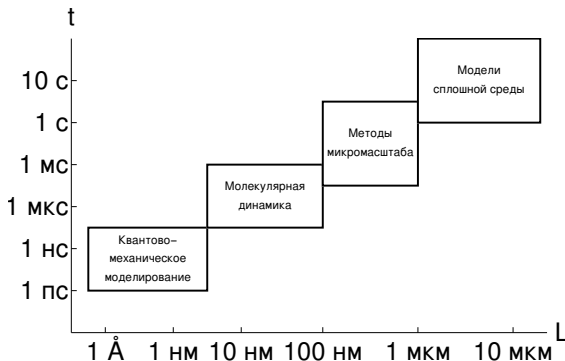 t
10 с
1 с
1 мс
1 мкс
1 нс
1 пс
Модели
сплошной среды
Методы
микромасштаба
Молекулярная
динамика
Квантово-
механическое
моделирование
1 Å 1 нм 10 нм 100 нм 1 мкм 10 мкм
L